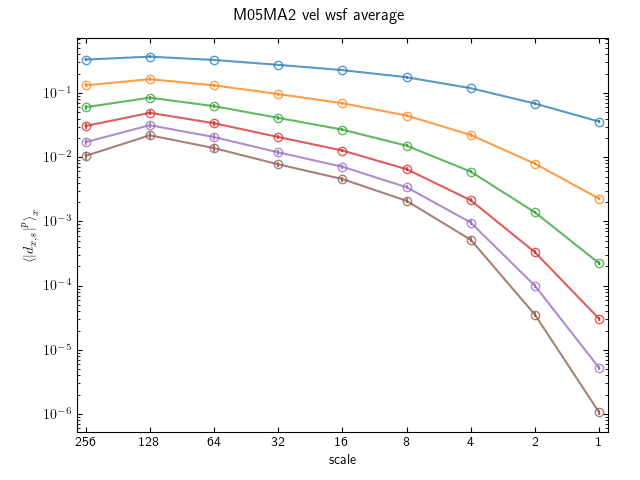 M05MA2 vel wsf average
⟨|d_{x,s}|^p⟩_x
10^{-1}
10^{-2}
10^{-3}
10^{-4}
10^{-5}
10^{-6}
256 128 64 32 16 8 4 2 1
scale